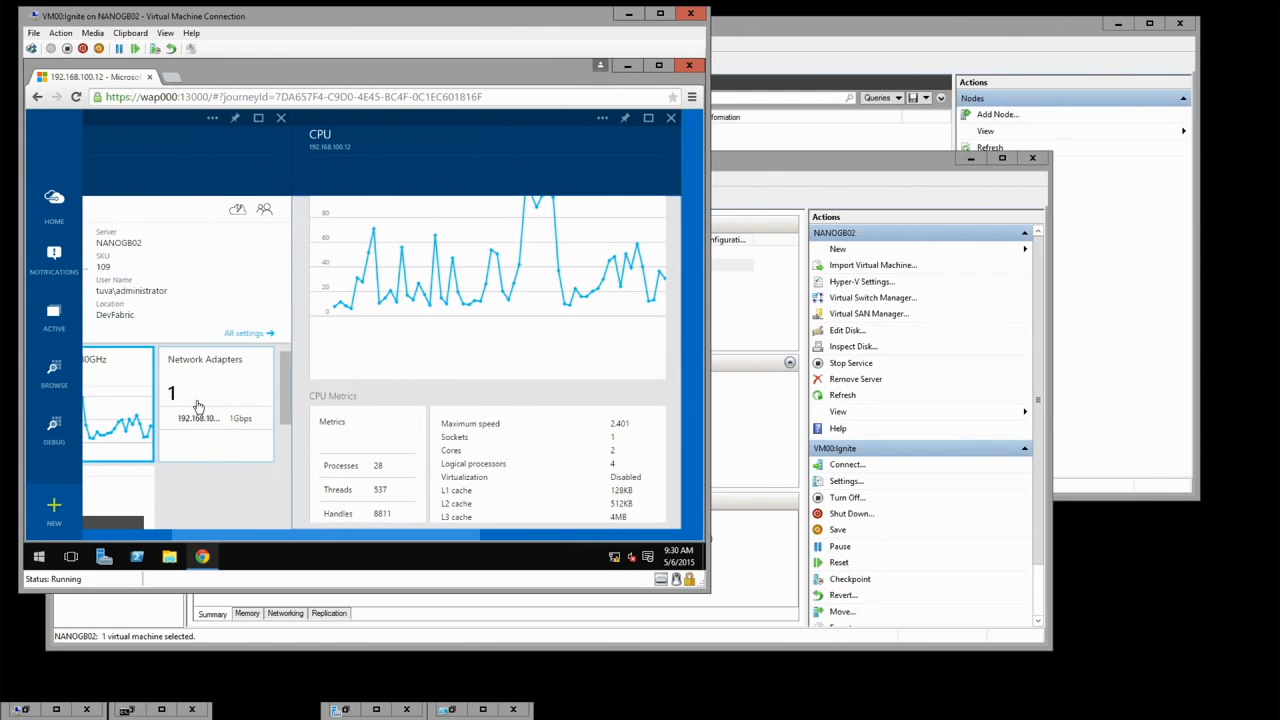 VM00:Ignite on NANOGB02 - Virtual Machine Connection
File Action Media Clipboard View Help
192.168.100.12 - Microsof
https://wap000:13000/#?journeyId=7DA657F4-C9D0-4E45-BC4F-0C1EC601816F
CPU
192.168.100.12
HOME
NOTIFICATIONS
ACTIVE
BROWSE
DEBUG
NEW
Server
NANOGB02
SKU
109
User Name
tuva\administrator
Location
DevFabric
All settings
0GHz
Network Adapters
1
192.168.10... 1Gbps
80
60
40
20
0
CPU Metrics
Metrics
Processes 28
Threads 537
Handles 8811
Maximum speed 2.401
Sockets 1
Cores 2
Logical processors 4
Virtualization Disabled
L1 cache 128KB
L2 cache 512KB
L3 cache 4MB
9:30 AM
5/6/2015
Status: Running
Queries
Actions
Nodes
Add Node...
View
Refresh
Actions
NANOGB02
New
Import Virtual Machine...
Hyper-V Settings...
Virtual Switch Manager...
Virtual SAN Manager...
Edit Disk...
Inspect Disk...
Stop Service
Remove Server
Refresh
View
Help
VM00:Ignite
Connect...
Settings...
Turn Off...
Shut Down...
Save
Pause
Reset
Checkpoint
Revert...
Move...
Summary Memory Networking Replication
NANOGB02: 1 virtual machine selected.